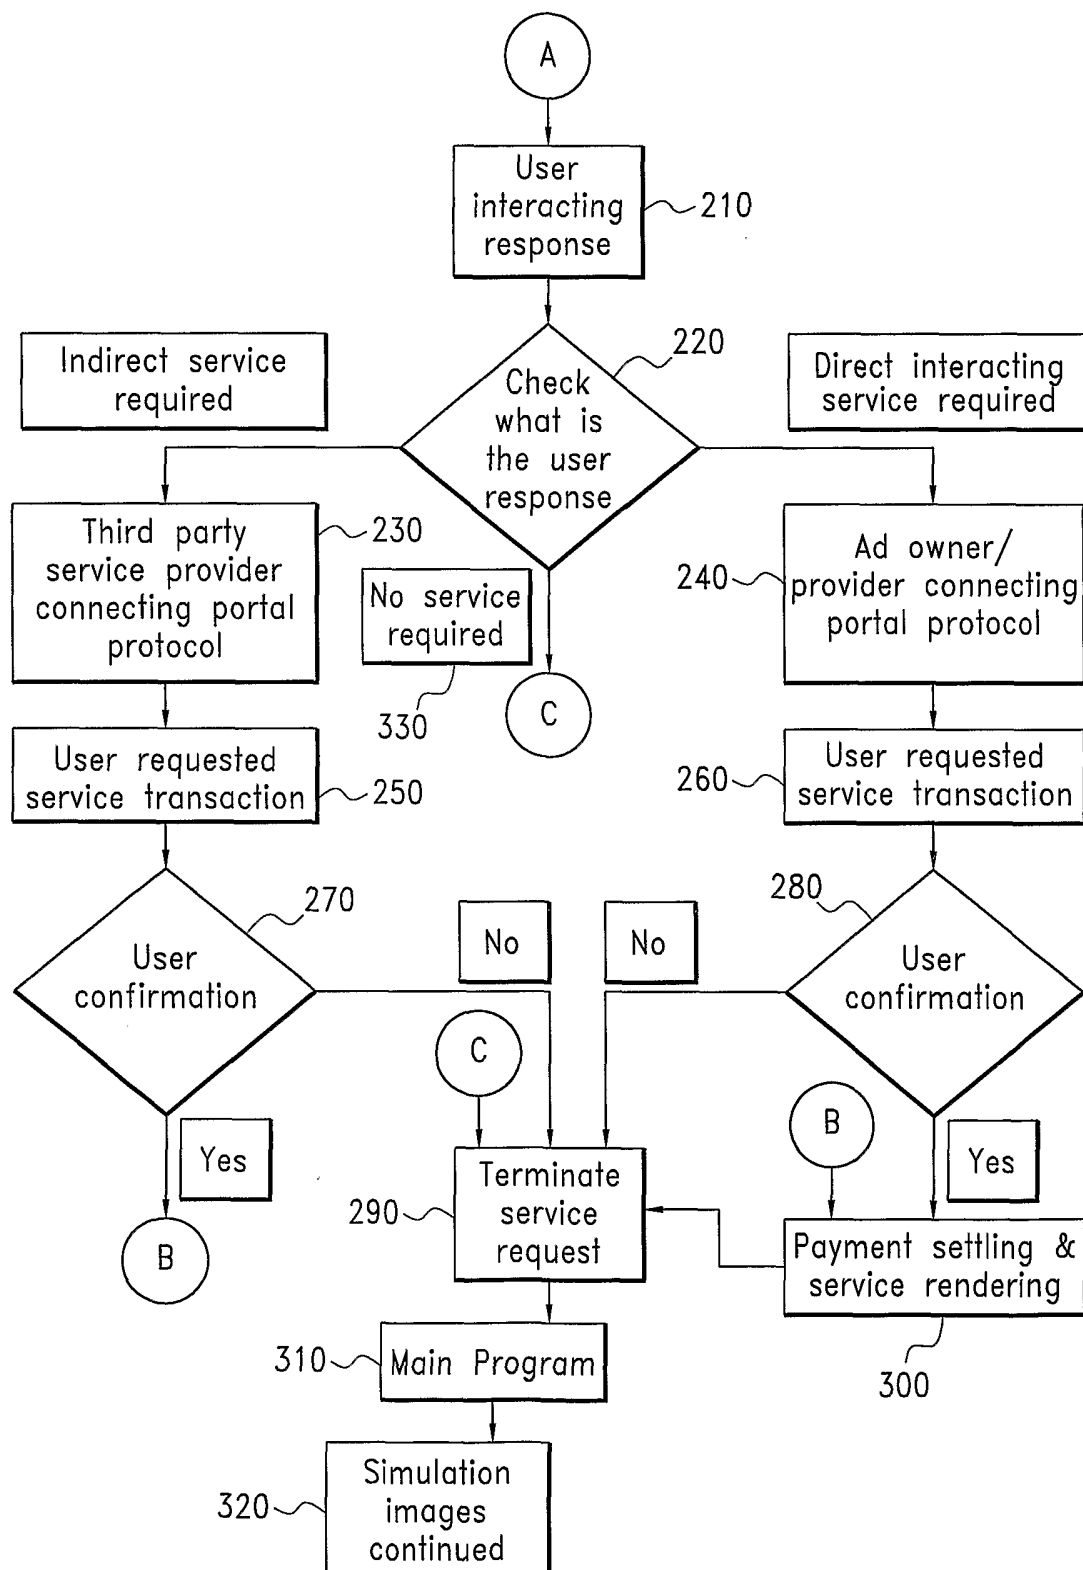 A
User
interacting
response
210
220
Indirect service
required
Direct interacting
service required
Check
what is
the user
response
Third party
service provider
connecting portal
protocol
230
No service
required
330
C
240
Ad owner/
provider connecting
portal protocol
User requested
service transaction
250
260
User requested
service transaction
270
User
confirmation
No
No
280
User
confirmation
C
B
Yes
Yes
B
290
Terminate
service
request
Payment settling &
service rendering
300
310
Main Program
320
Simulation
images
continued